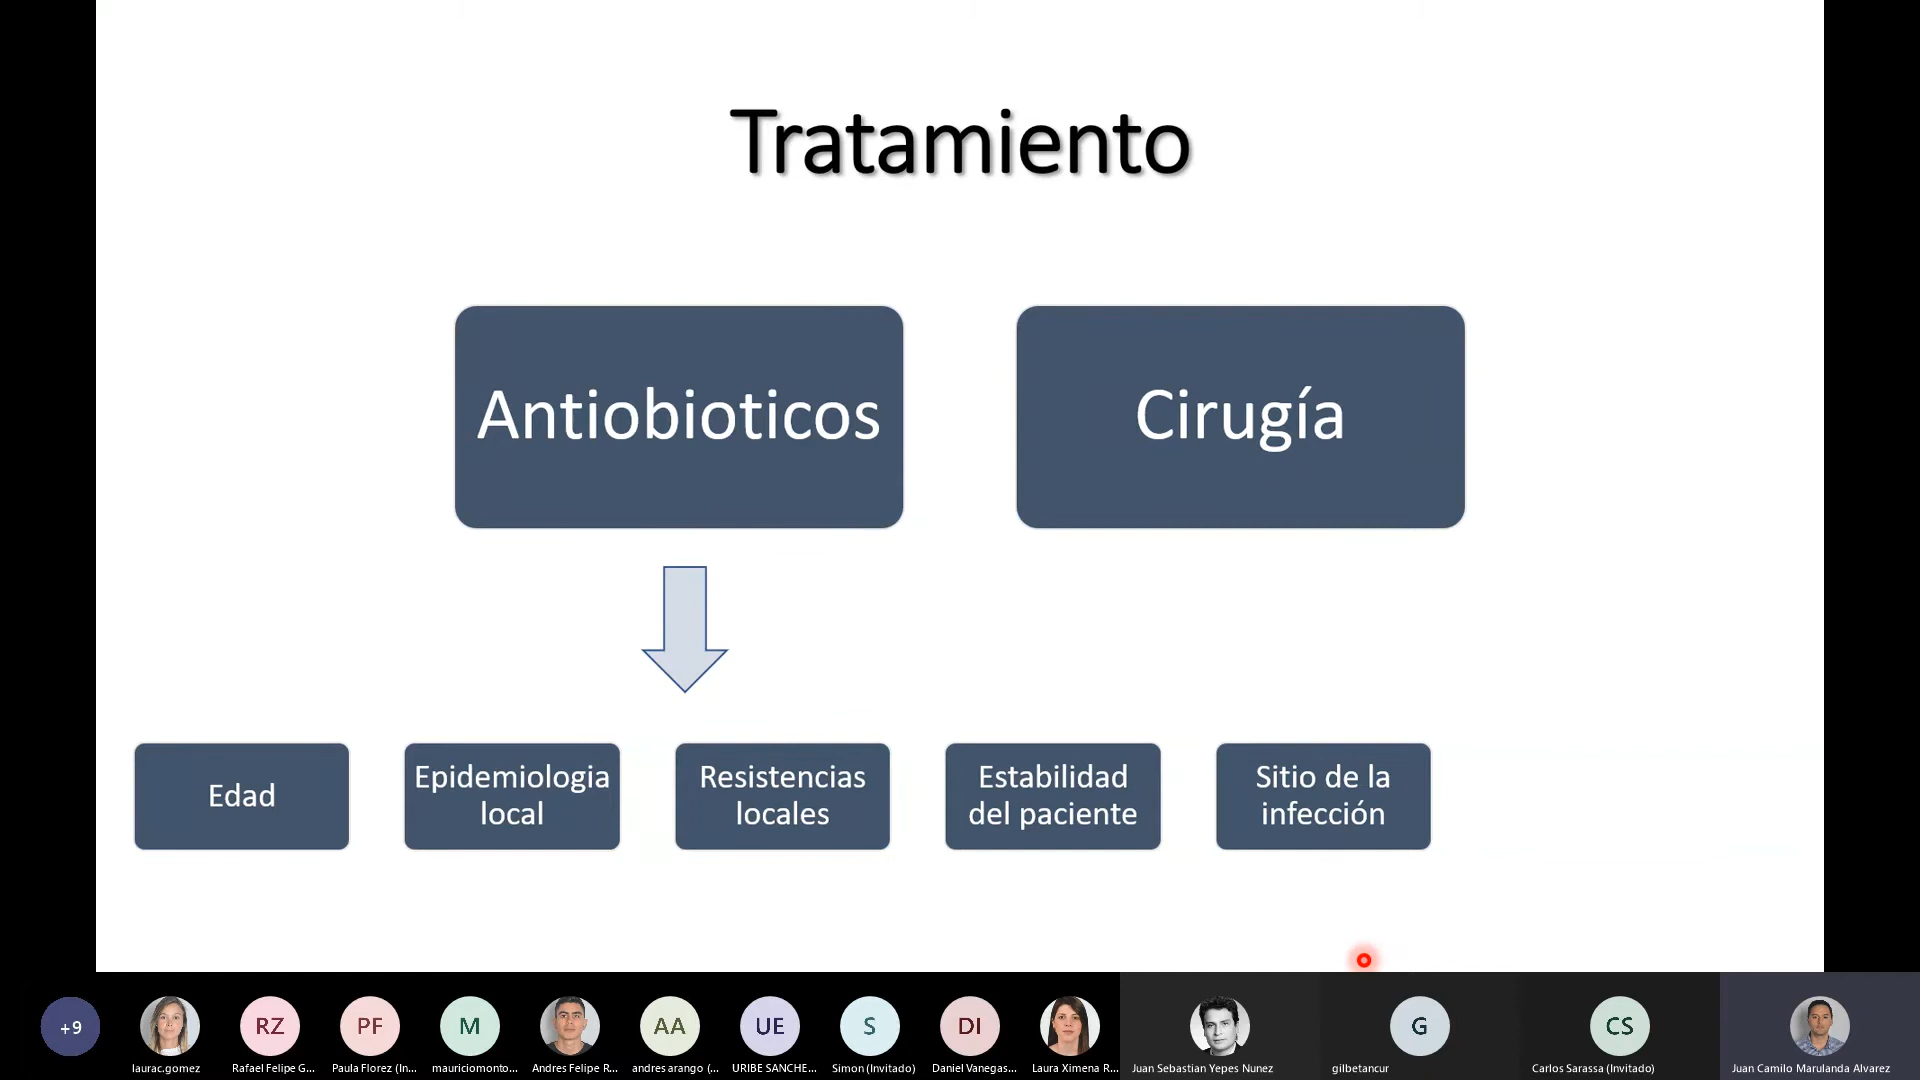 Tratamiento
Antiobioticos
Cirugía
Edad
Epidemiologia
local
Resistencias
locales
Estabilidad
del paciente
Sitio de la
infección
+9
RZ
PF
M
AA
UE
S
DI
G
CS
laurac.gomez
Rafael Felipe G...
Paula Florez (In...
mauriciomonto...
Andres Felipe R...
andres arango (...
URIBE SANCHE...
Simon (Invitado)
Daniel Vanegas...
Laura Ximena R...
Juan Sebastian Yepes Nunez
gilbetancur
Carlos Sarassa (Invitado)
Juan Camilo Marulanda Alvarez